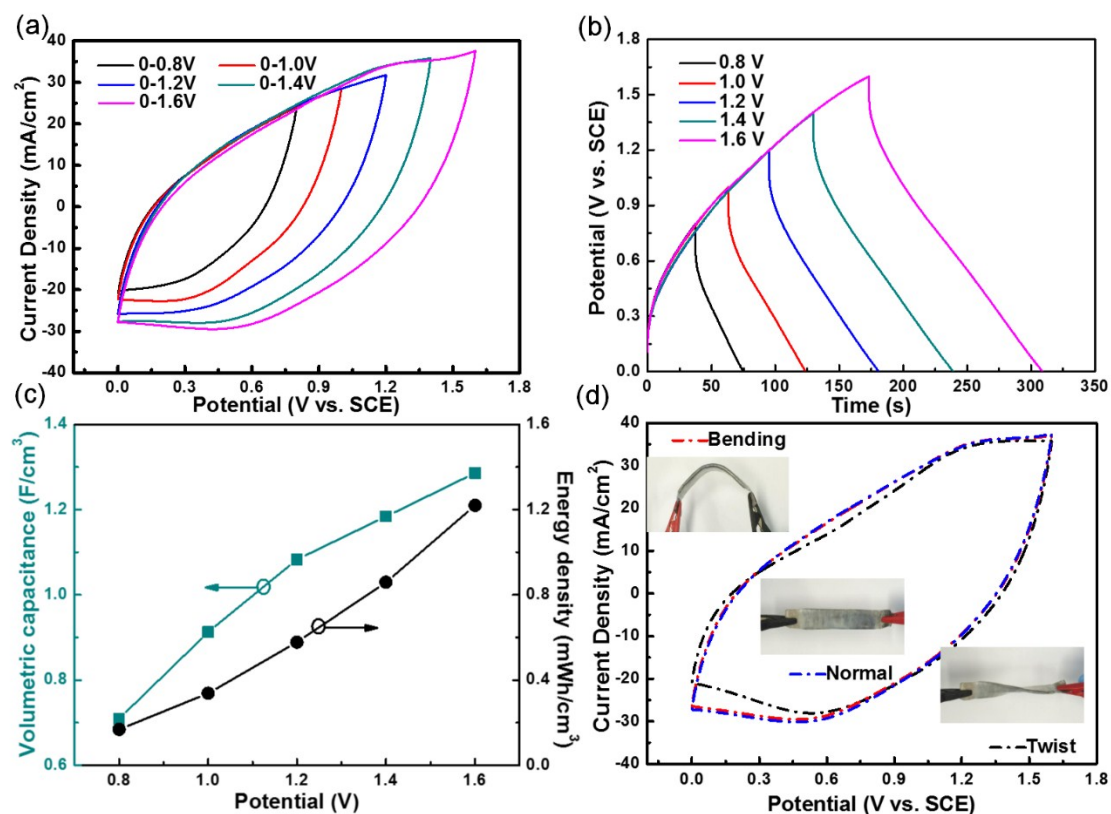 (a)
40
30
20
10
0
-10
-20
-30
-40
Current Density (mA/cm²)
0-0.8V 0-1.0V
0-1.2V 0-1.4V
0-1.6V
0.0 0.3 0.6 0.9 1.2 1.5 1.8
Potential (V vs. SCE)
(b)
1.8
1.5
1.2
0.9
0.6
0.3
0.0
Potential (V vs. SCE)
0.8 V
1.0 V
1.2 V
1.4 V
1.6 V
0 50 100 150 200 250 300 350
Time (s)
(c)
1.4
1.2
1.0
0.8
0.6
Volumetric capacitance (F/cm³)
1.6
1.2
0.8
0.4
0.0
Energy density (mWh/cm³)
0.8 1.0 1.2 1.4 1.6
Potential (V)
(d)
40
30
20
10
0
-10
-20
-30
-40
Current Density (mA/cm²)
Bending
Normal
Twist
0.0 0.3 0.6 0.9 1.2 1.5 1.8
Potential (V vs. SCE)